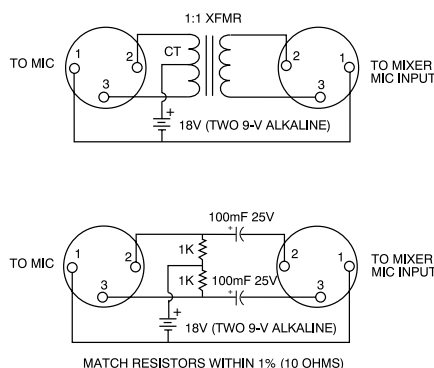 1:1 XFMR
TO MIC
1
2
3
CT
+
18V (TWO 9-V ALKALINE)
2
1
3
TO MIXER
MIC INPUT
100mF 25V
+
TO MIC
1
2
3
1K
1K
100mF 25V
+
+
18V (TWO 9-V ALKALINE)
2
1
3
TO MIXER
MIC INPUT
MATCH RESISTORS WITHIN 1% (10 OHMS)